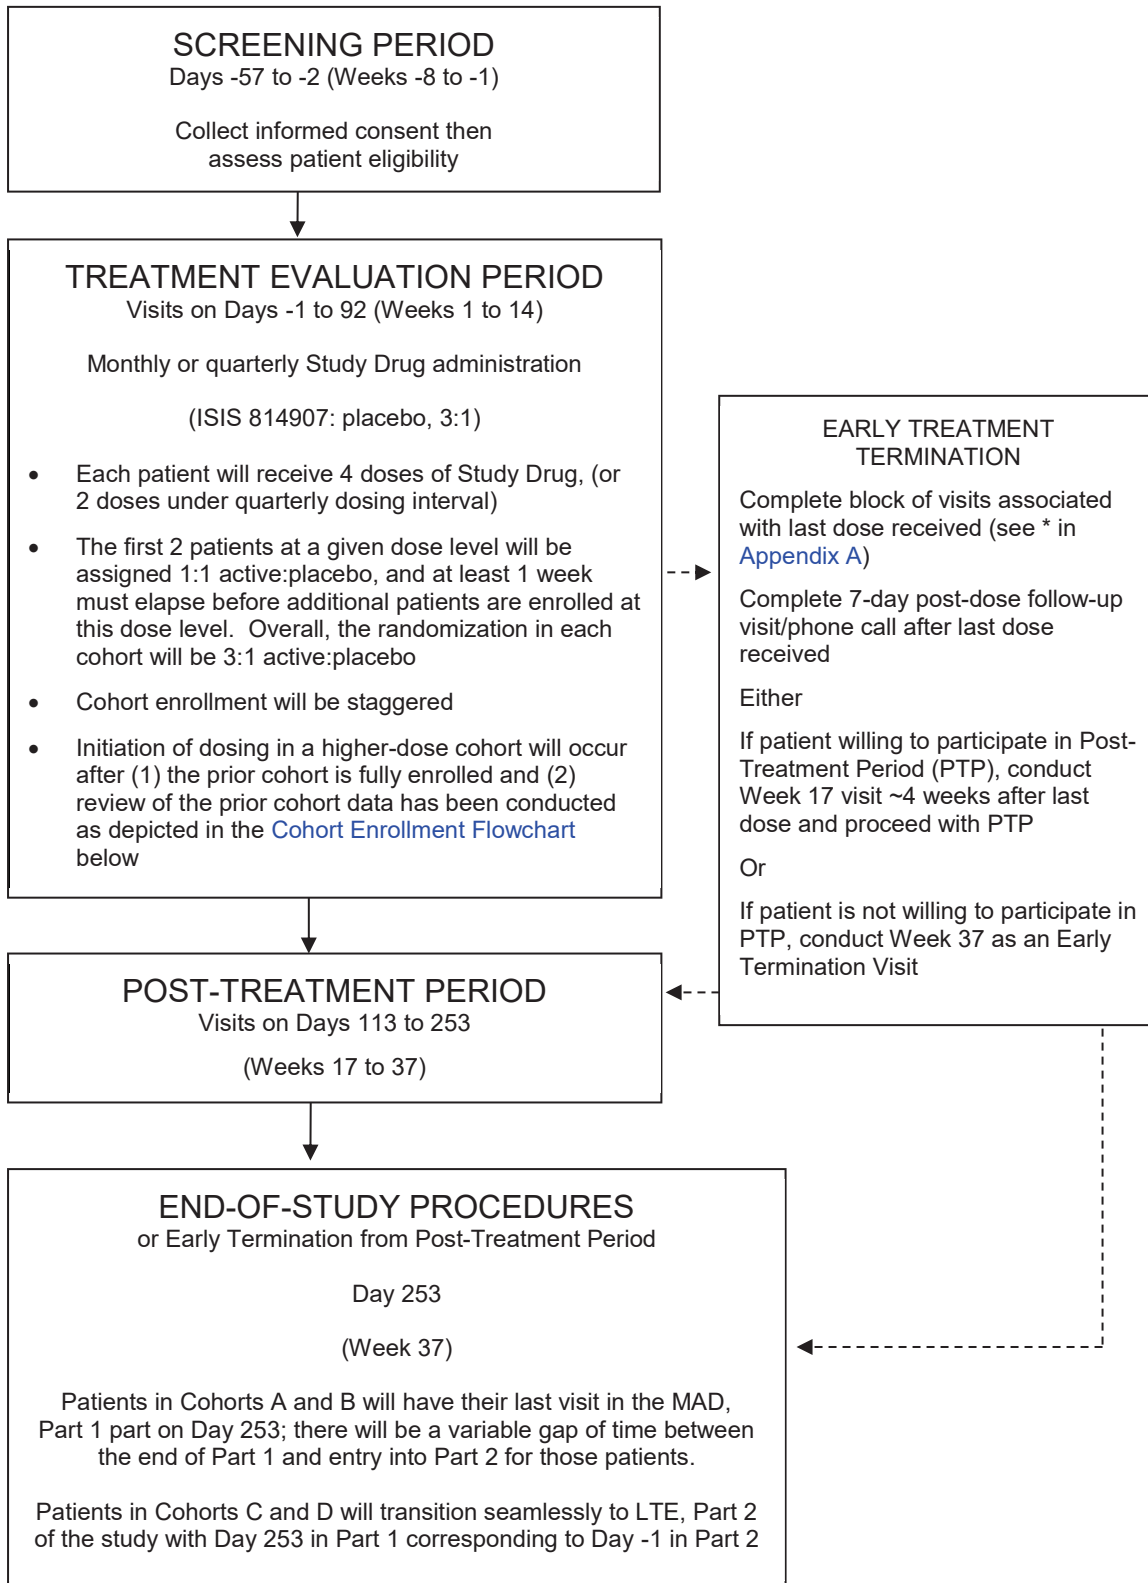 SCREENING PERIOD
Days -57 to -2 (Weeks -8 to -1)
Collect informed consent then
assess patient eligibility
TREATMENT EVALUATION PERIOD
Visits on Days -1 to 92 (Weeks 1 to 14)
Monthly or quarterly Study Drug administration
(ISIS 814907: placebo, 3:1)
• Each patient will receive 4 doses of Study Drug, (or
2 doses under quarterly dosing interval)
• The first 2 patients at a given dose level will be
assigned 1:1 active:placebo, and at least 1 week
must elapse before additional patients are enrolled at
this dose level. Overall, the randomization in each
cohort will be 3:1 active:placebo
• Cohort enrollment will be staggered
• Initiation of dosing in a higher-dose cohort will occur
after (1) the prior cohort is fully enrolled and (2)
review of the prior cohort data has been conducted
as depicted in the Cohort Enrollment Flowchart
below
EARLY TREATMENT
TERMINATION
Complete block of visits associated
with last dose received (see * in
Appendix A)
Complete 7-day post-dose follow-up
visit/phone call after last dose
received
Either
If patient willing to participate in Post-
Treatment Period (PTP), conduct
Week 17 visit ~4 weeks after last
dose and proceed with PTP
Or
If patient is not willing to participate in
PTP, conduct Week 37 as an Early
Termination Visit
POST-TREATMENT PERIOD
Visits on Days 113 to 253
(Weeks 17 to 37)
END-OF-STUDY PROCEDURES
or Early Termination from Post-Treatment Period
Day 253
(Week 37)
Patients in Cohorts A and B will have their last visit in the MAD,
Part 1 part on Day 253; there will be a variable gap of time between
the end of Part 1 and entry into Part 2 for those patients.
Patients in Cohorts C and D will transition seamlessly to LTE, Part 2
of the study with Day 253 in Part 1 corresponding to Day -1 in Part 2